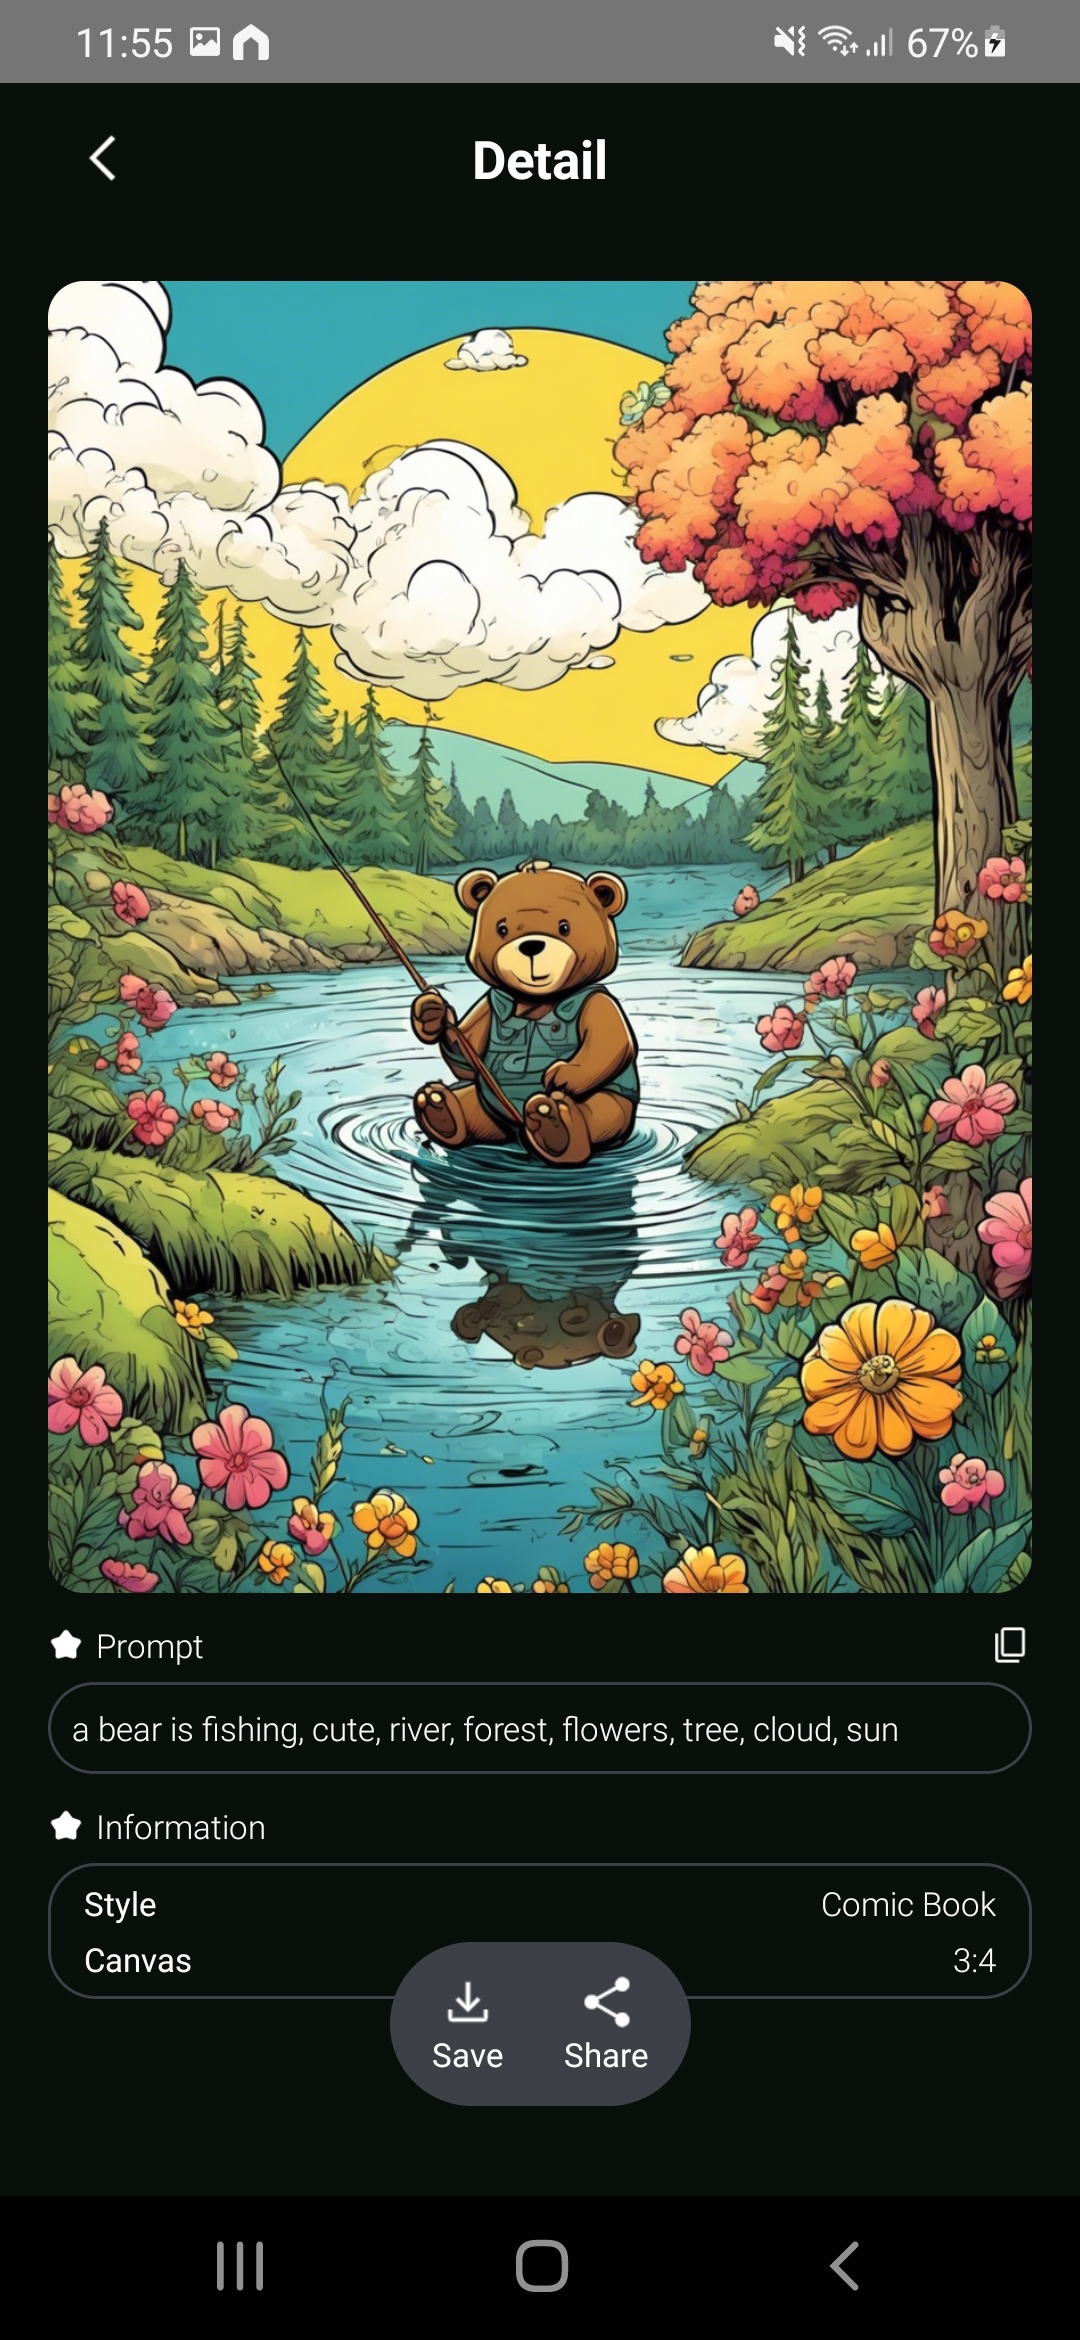 11:55
67%
Detail
Prompt
a bear is fishing, cute, river, forest, flowers, tree, cloud, sun
Information
Style Comic Book
Canvas 3:4
Save Share